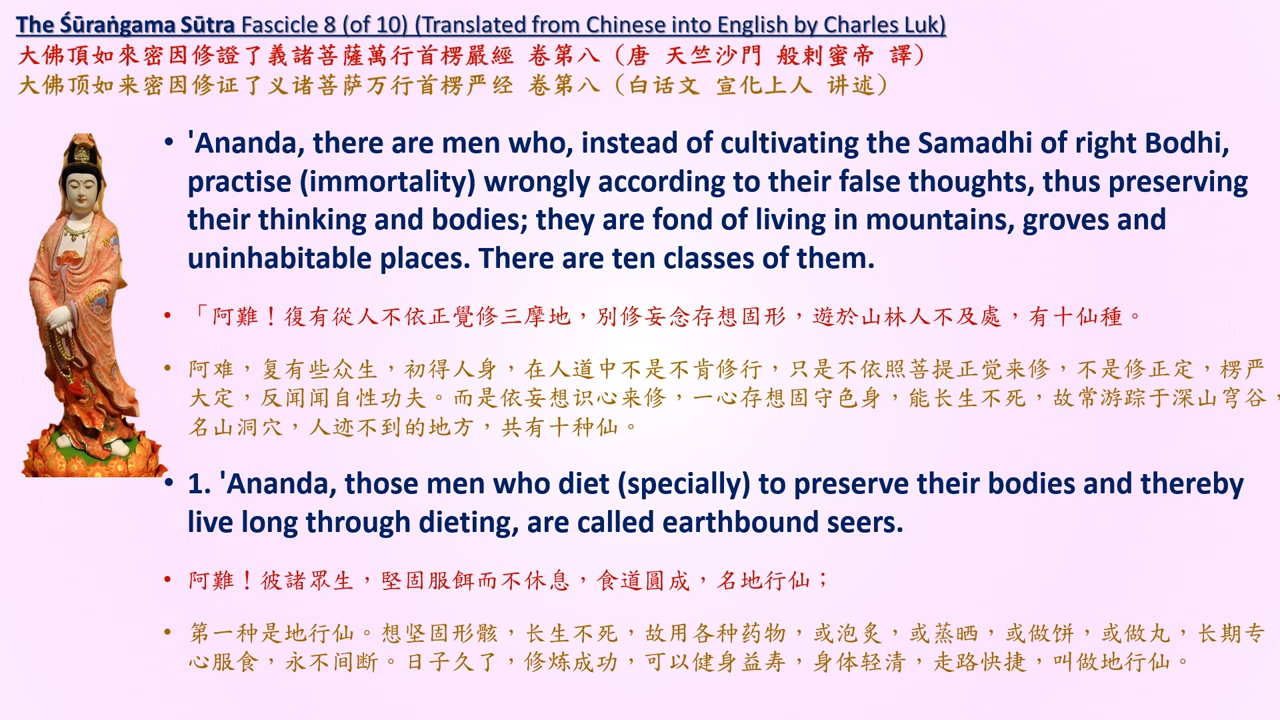 The Śūraṅgama Sūtra Fascicle 8 (of 10) (Translated from Chinese into English by Charles Luk)
大佛頂如來密因修證了義諸菩薩萬行首楞嚴經 卷第八（唐 天竺沙門 般剌蜜帝 譯）
大佛顶如来密因修证了义诸菩萨万行首楞严经 卷第八（白话文 宣化上人 讲述）
• 'Ananda, there are men who, instead of cultivating the Samadhi of right Bodhi,
practise (immortality) wrongly according to their false thoughts, thus preserving
their thinking and bodies; they are fond of living in mountains, groves and
uninhabitable places. There are ten classes of them.
• 「阿難！復有從人不依正覺修三摩地，別修妄念存想固形，遊於山林人不及處，有十仙種。
• 阿难，复有些众生，初得人身，在人道中不是不肯修行，只是不依照菩提正觉来修，不是修正定，楞严
大定，反闻闻自性功夫。而是依妄想识心来修，一心存想固守色身，能长生不死，故常游踪于深山穹谷，
名山洞穴，人迹不到的地方，共有十种仙。
• 1. 'Ananda, those men who diet (specially) to preserve their bodies and thereby
live long through dieting, are called earthbound seers.
• 阿難！彼諸眾生，堅固服餌而不休息，食道圓成，名地行仙；
• 第一种是地行仙。想坚固形骸，长生不死，故用各种药物，或泡炙，或蒸晒，或做饼，或做丸，长期专
心服食，永不间断。日子久了，修炼成功，可以健身益寿，身体轻清，走路快捷，叫做地行仙。